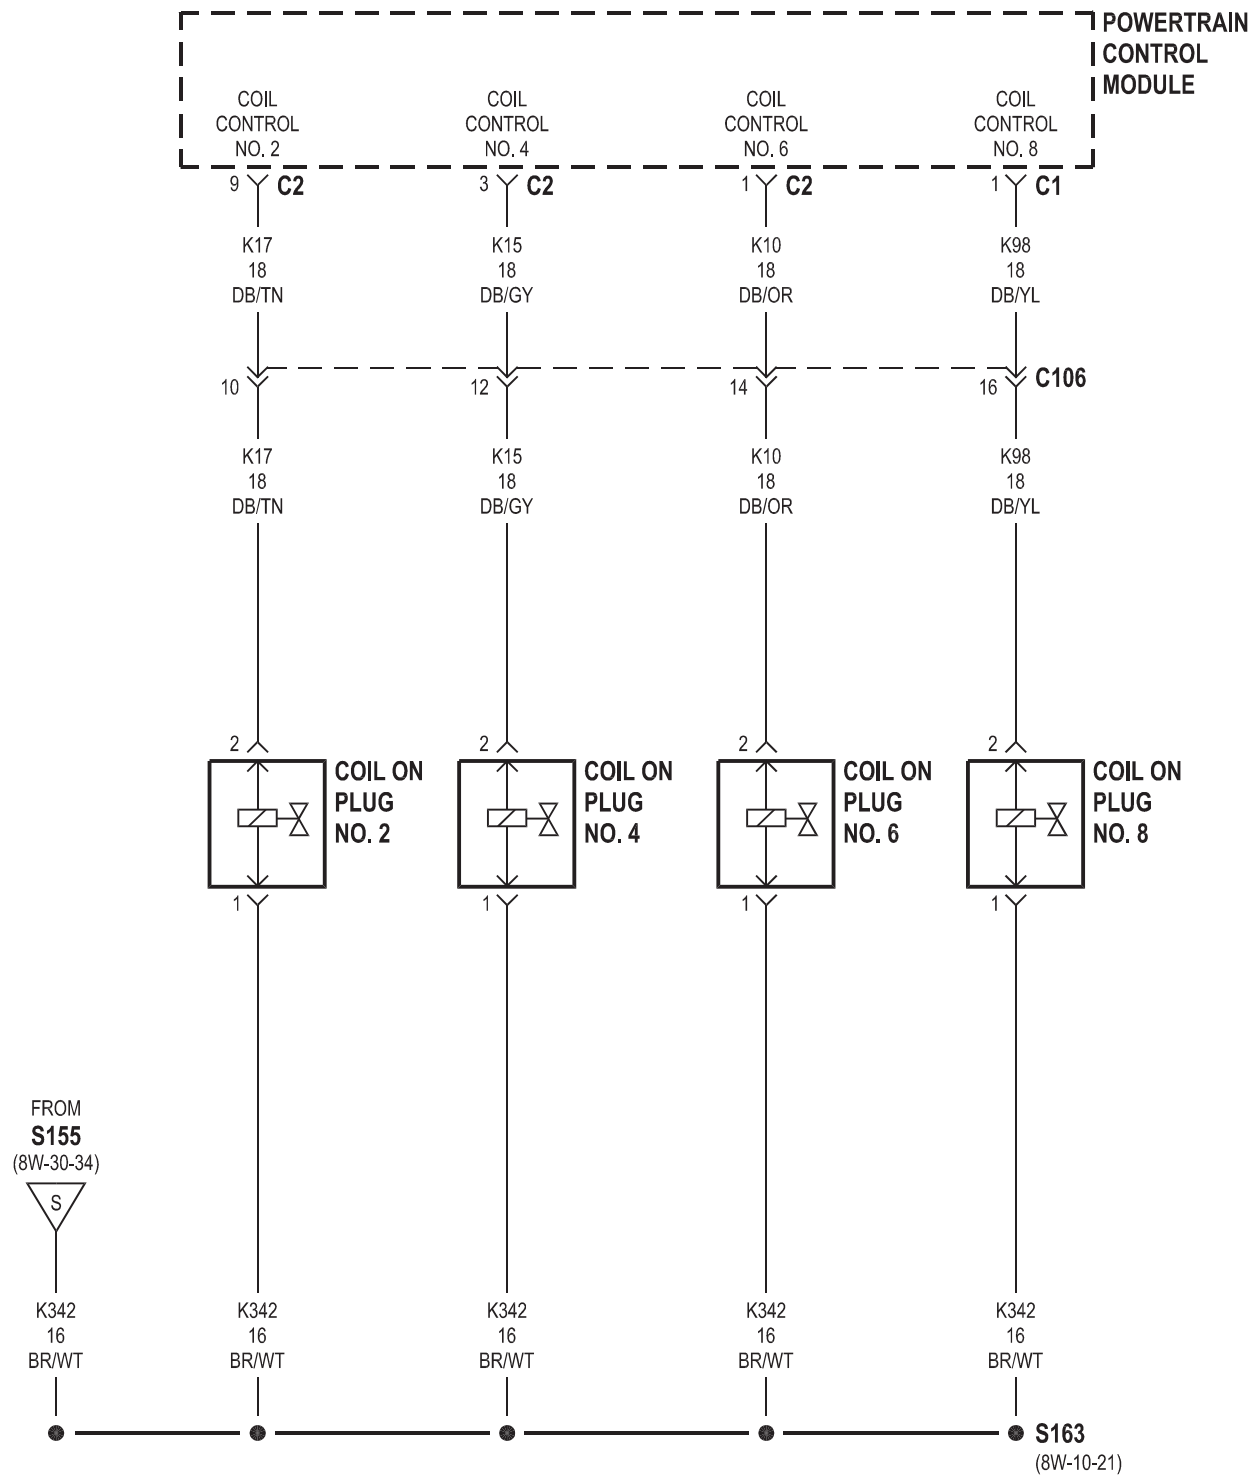 POWERTRAIN
CONTROL
MODULE
COIL
CONTROL
NO. 2
COIL
CONTROL
NO. 4
COIL
CONTROL
NO. 6
COIL
CONTROL
NO. 8
9 C2
3 C2
1 C2
1 C1
K17
18
DB/TN
K15
18
DB/GY
K10
18
DB/OR
K98
18
DB/YL
10
12
14
16
C106
K17
18
DB/TN
K15
18
DB/GY
K10
18
DB/OR
K98
18
DB/YL
2
2
2
2
COIL ON
PLUG
NO. 2
COIL ON
PLUG
NO. 4
COIL ON
PLUG
NO. 6
COIL ON
PLUG
NO. 8
1
1
1
1
FROM
S155
(8W-30-34)
S
K342
16
BR/WT
K342
16
BR/WT
K342
16
BR/WT
K342
16
BR/WT
K342
16
BR/WT
S163
(8W-10-21)